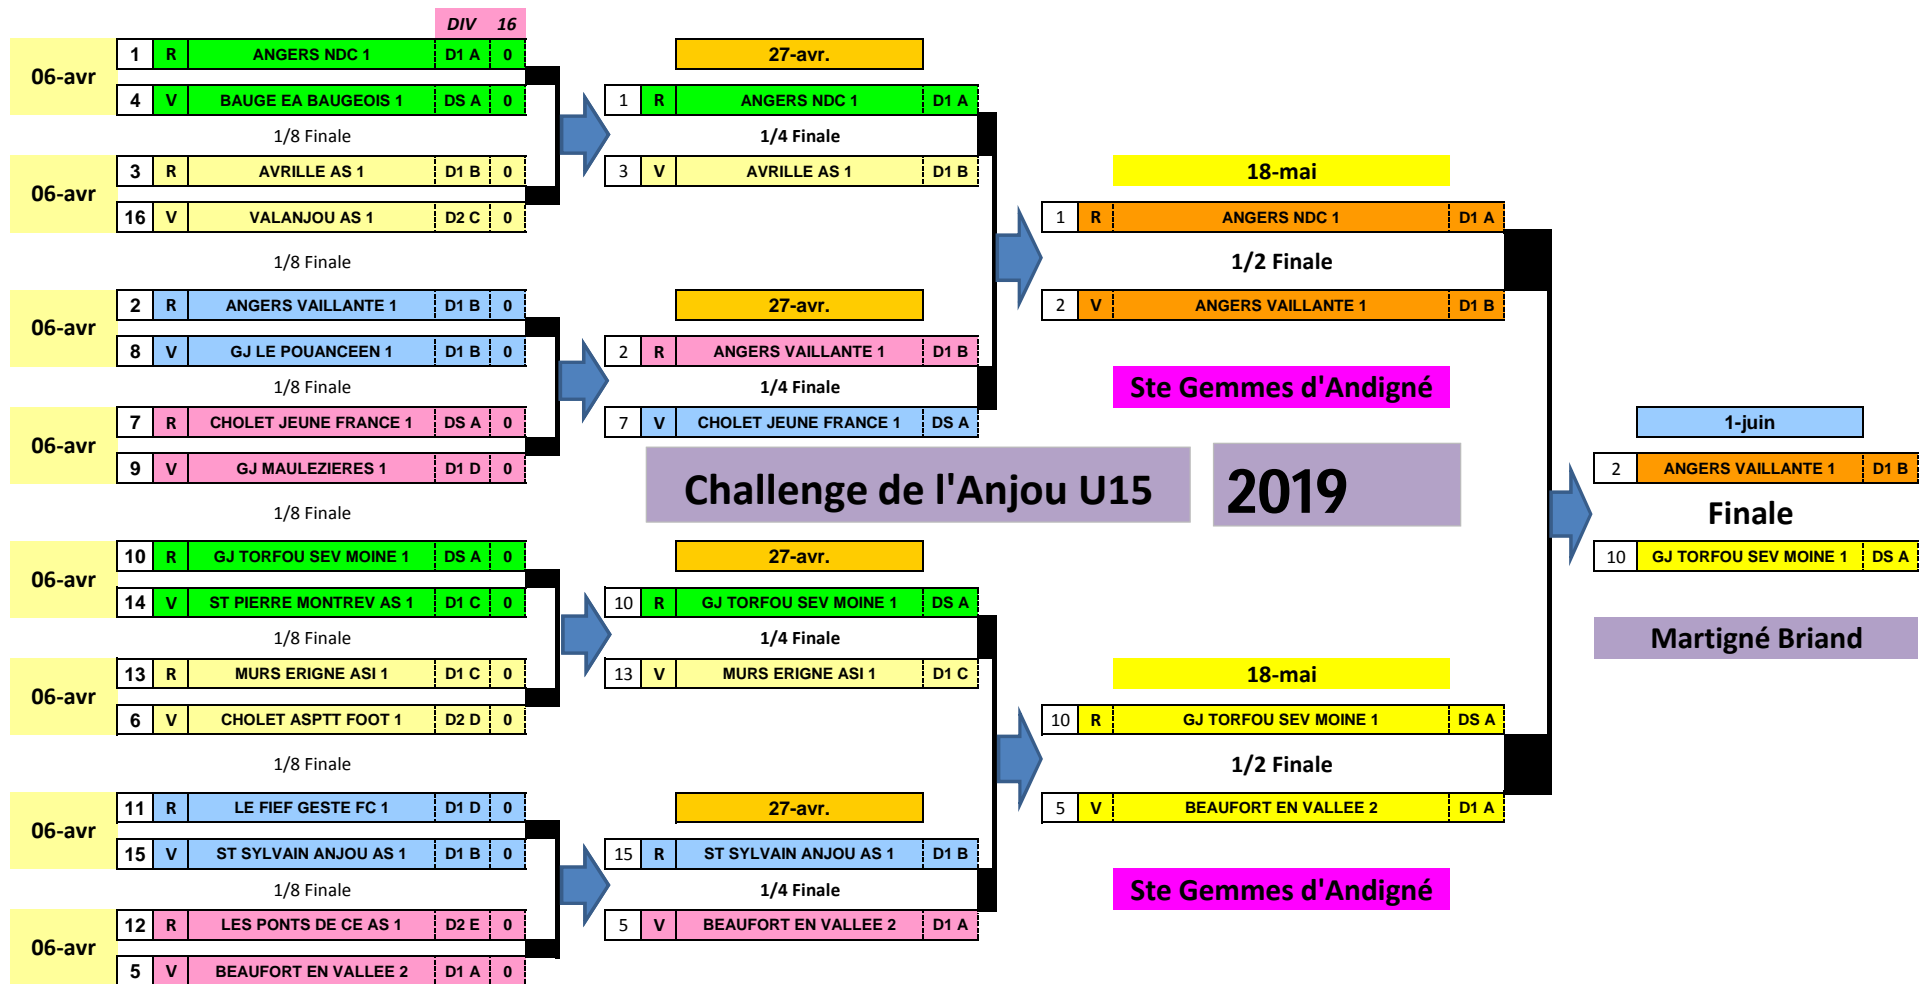 DIV 16
06-avr
1 R ANGERS NDC 1 D1 A 0
4 V BAUGE EA BAUGEOIS 1 DS A 0
1/8 Finale
06-avr
3 R AVRILLE AS 1 D1 B 0
16 V VALANJOU AS 1 D2 C 0
1/8 Finale
06-avr
2 R ANGERS VAILLANTE 1 D1 B 0
8 V GJ LE POUANCEEN 1 D1 B 0
1/8 Finale
06-avr
7 R CHOLET JEUNE FRANCE 1 DS A 0
9 V GJ MAULEZIERES 1 D1 D 0
1/8 Finale
06-avr
10 R GJ TORFOU SEV MOINE 1 DS A 0
14 V ST PIERRE MONTREV AS 1 D1 C 0
1/8 Finale
06-avr
13 R MURS ERIGNE ASI 1 D1 C 0
6 V CHOLET ASPTT FOOT 1 D2 D 0
1/8 Finale
06-avr
11 R LE FIEF GESTE FC 1 D1 D 0
15 V ST SYLVAIN ANJOU AS 1 D1 B 0
1/8 Finale
06-avr
12 R LES PONTS DE CE AS 1 D2 E 0
5 V BEAUFORT EN VALLEE 2 D1 A 0
27-avr.
1 R ANGERS NDC 1 D1 A
1/4 Finale
3 V AVRILLE AS 1 D1 B
27-avr.
2 R ANGERS VAILLANTE 1 D1 B
1/4 Finale
7 V CHOLET JEUNE FRANCE 1 DS A
Challenge de l'Anjou U15 2019
27-avr.
10 R GJ TORFOU SEV MOINE 1 DS A
1/4 Finale
13 V MURS ERIGNE ASI 1 D1 C
27-avr.
15 R ST SYLVAIN ANJOU AS 1 D1 B
1/4 Finale
5 V BEAUFORT EN VALLEE 2 D1 A
18-mai
1 R ANGERS NDC 1 D1 A
1/2 Finale
2 V ANGERS VAILLANTE 1 D1 B
Ste Gemmes d'Andigné
18-mai
10 R GJ TORFOU SEV MOINE 1 DS A
1/2 Finale
5 V BEAUFORT EN VALLEE 2 D1 A
Ste Gemmes d'Andigné
1-juin
2 ANGERS VAILLANTE 1 D1 B
Finale
10 GJ TORFOU SEV MOINE 1 DS A
Martigné Briand